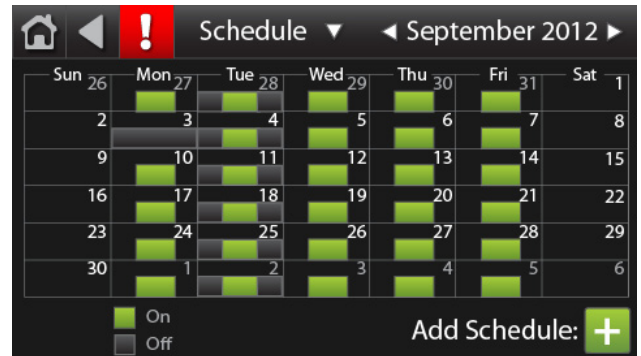 ! Schedule ▼ ◀ September 2012 ▶
Sun Mon Tue Wed Thu Fri Sat
26 27 28 29 30 31 1
2 3 4 5 6 7 8
9 10 11 12 13 14 15
16 17 18 19 20 21 22
23 24 25 26 27 28 29
30 1 2 3 4 5 6
On
Off
Add Schedule: +